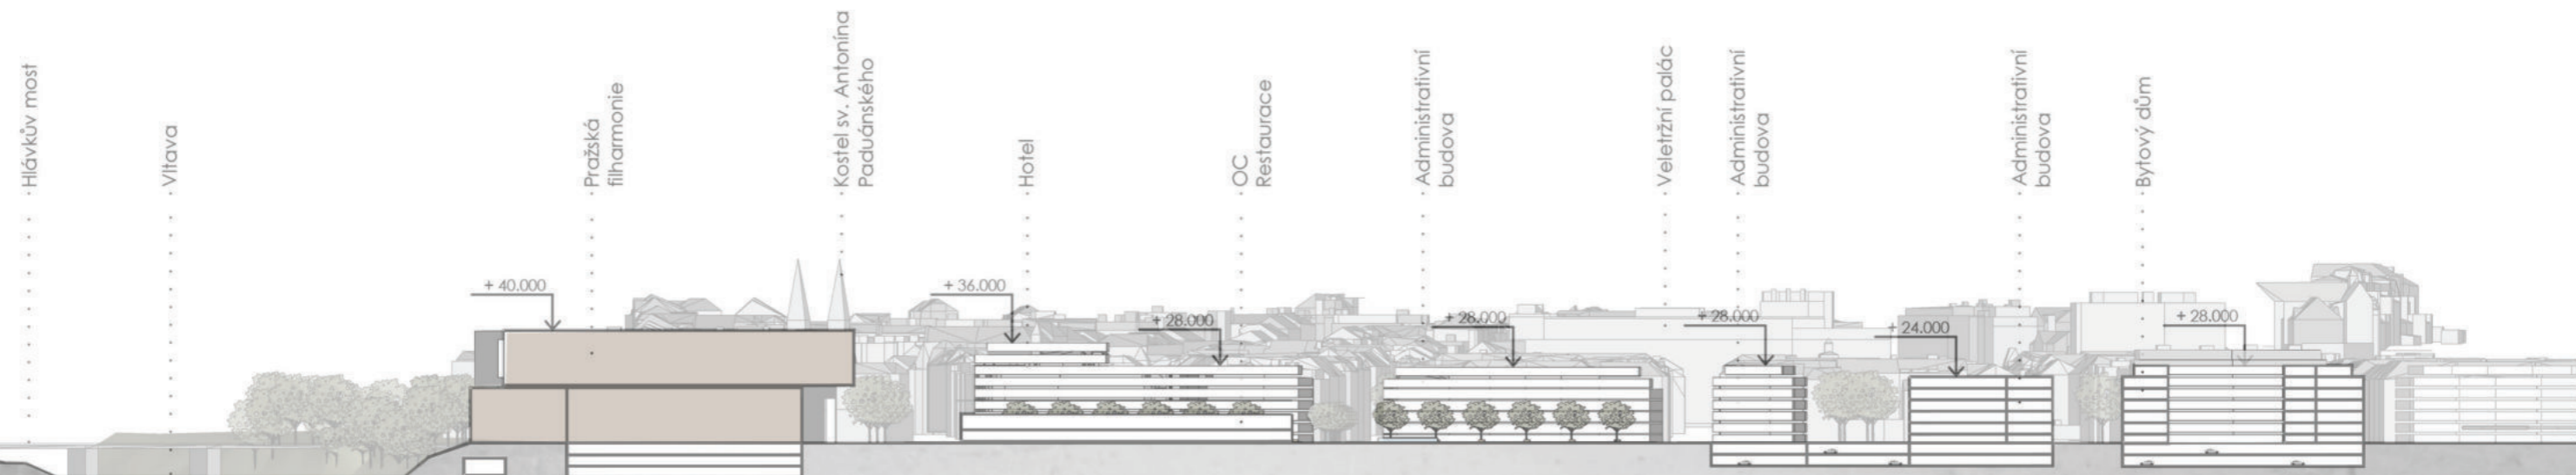 Hlávkův most
Vltava
Pražská
filharmonie
Kostel sv. Antonína
Paduánského
Hotel
OC
Restaurace
Administrativní
budova
Veletržní palác
Administrativní
budova
Administrativní
budova
Bytový dům
+ 40.000
+ 36.000
+ 28.000
+ 28.000
+ 28.000
+ 24.000
+ 28.000